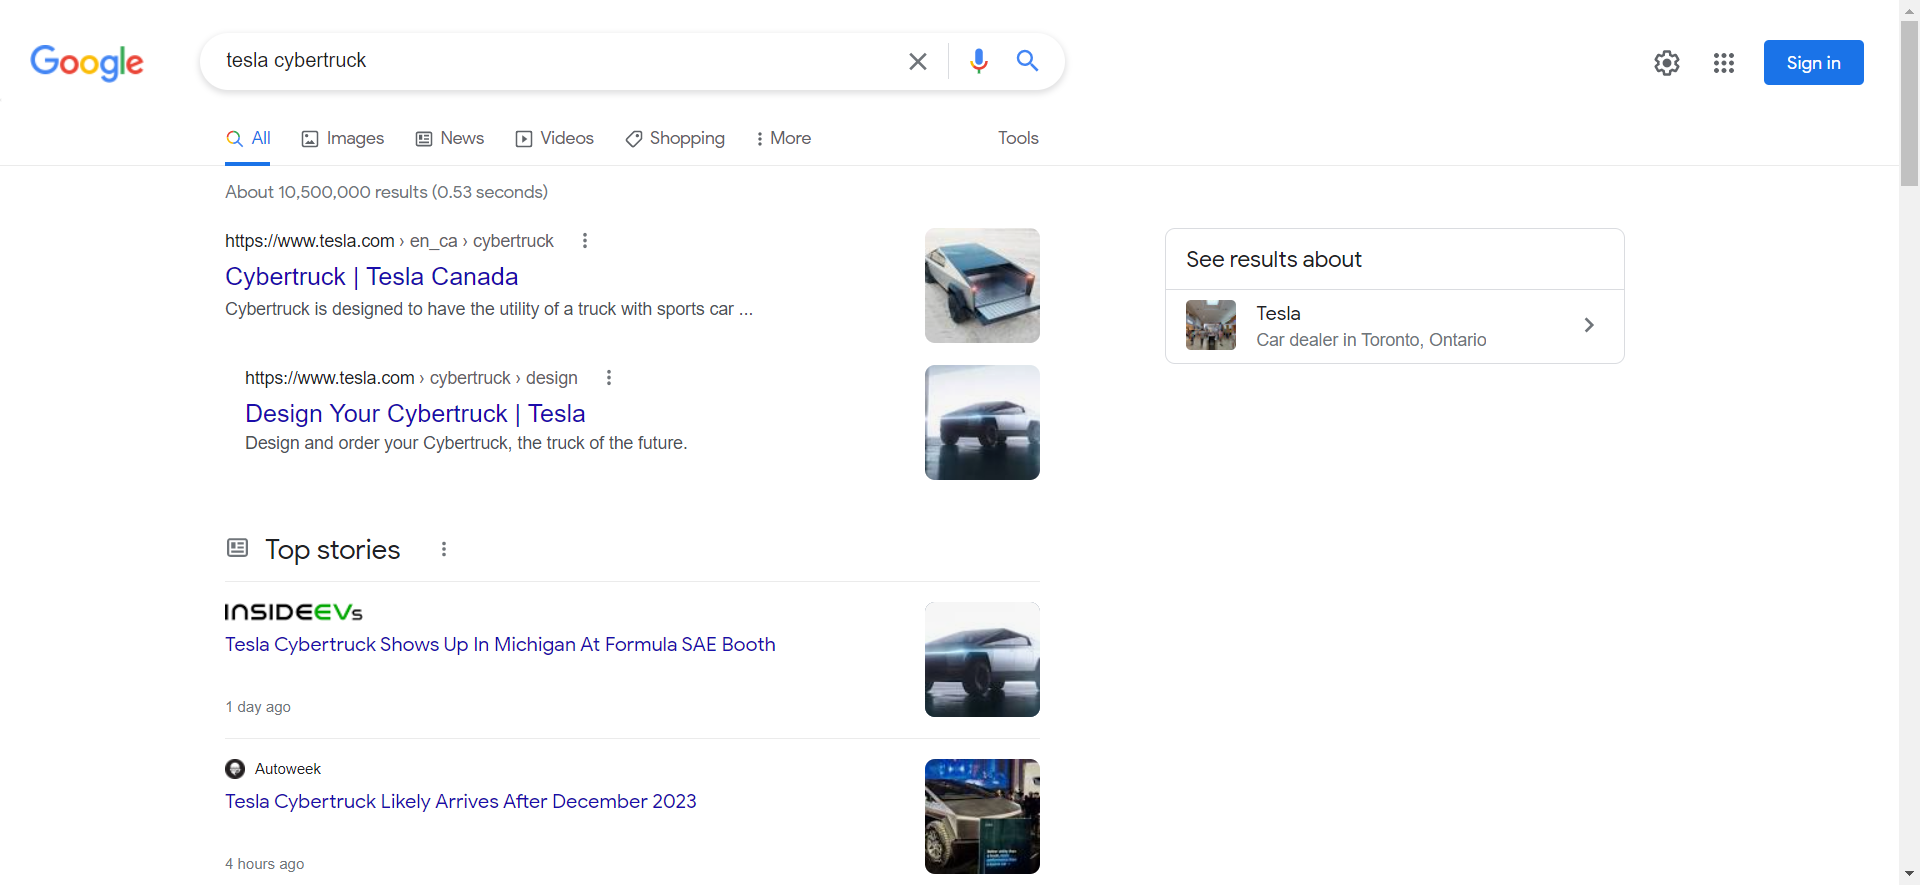 Google
tesla cybertruck
Sign in
All
Images
News
Videos
Shopping
More
Tools
About 10,500,000 results (0.53 seconds)
https://www.tesla.com › en_ca › cybertruck
Cybertruck | Tesla Canada
Cybertruck is designed to have the utility of a truck with sports car ...
https://www.tesla.com › cybertruck › design
Design Your Cybertruck | Tesla
Design and order your Cybertruck, the truck of the future.
See results about
Tesla
Car dealer in Toronto, Ontario
Top stories
INSIDEEVs
Tesla Cybertruck Shows Up In Michigan At Formula SAE Booth
1 day ago
Autoweek
Tesla Cybertruck Likely Arrives After December 2023
4 hours ago